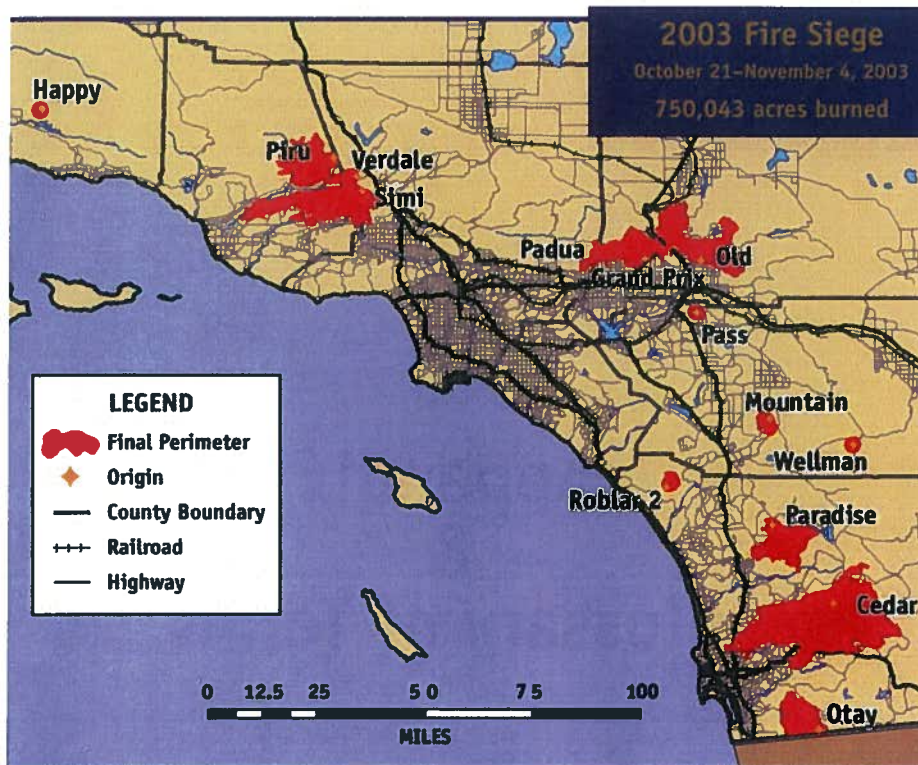 2003 Fire Siege
October 21–November 4, 2003
750,043 acres burned
Happy
Piru
Verdale
Simi
Padua
Old
Grand Prix
Pass
Mountain
Wellman
Roblar 2
Paradise
Cedar
Otay
LEGEND
Final Perimeter
Origin
County Boundary
Railroad
Highway
0 12.5 25 50 75 100
MILES